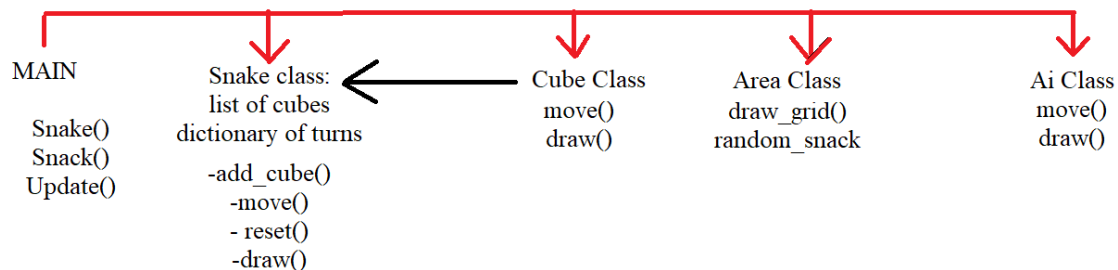 MAIN
Snake()
Snack()
Update()
Snake class:
list of cubes
dictionary of turns
-add_cube()
-move()
- reset()
-draw()
Cube Class
move()
draw()
Area Class
draw_grid()
random_snack
Ai Class
move()
draw()